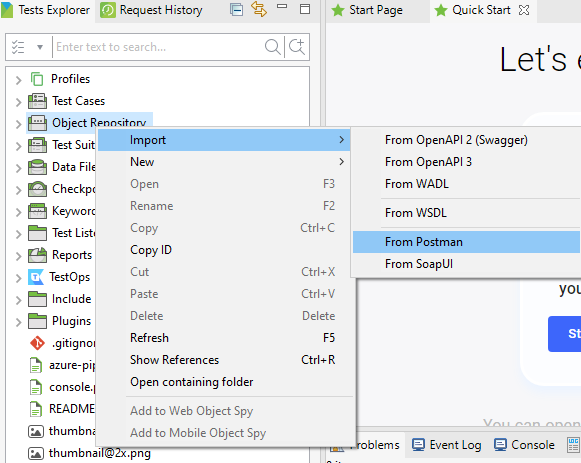 Tests Explorer
Request History
Start Page
Quick Start
Enter text to search...
Let's
Profiles
Test Cases
Object Repository
Test Suit
Data File
Checkpo
Keyword
Test Liste
Reports
TestOps
Include
Plugins
.gitignor
azure-pip
console.p
README
thumbnai
thumbnail@2x.png
Import
New
Open F3
Rename F2
Copy Ctrl+C
Copy ID
Cut Ctrl+X
Paste Ctrl+V
Delete Delete
Refresh F5
Show References Ctrl+R
Open containing folder
Add to Web Object Spy
Add to Mobile Object Spy
From OpenAPI 2 (Swagger)
From OpenAPI 3
From WADL
From WSDL
From Postman
From SoapUI
you
St
You can open
Problems
Event Log
Console